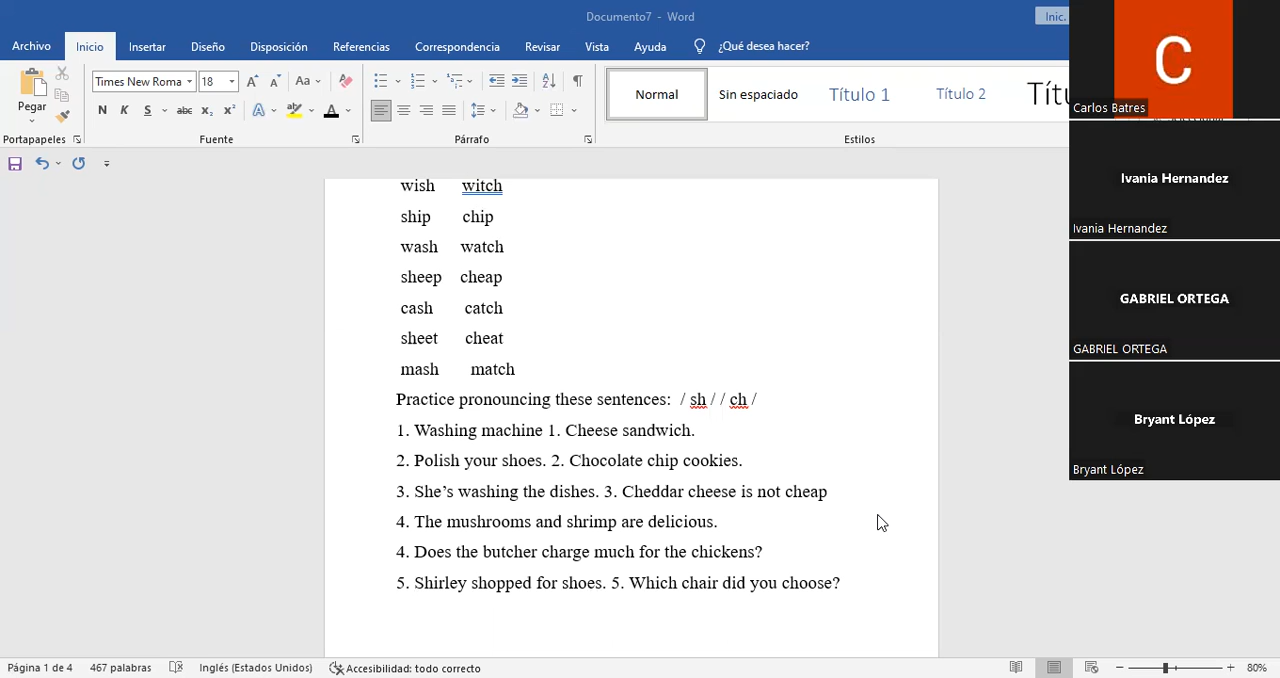 Documento7 - Word
Inic.
Archivo Inicio Insertar Diseño Disposición Referencias Correspondencia Revisar Vista Ayuda ¿Qué desea hacer?
Times New Roma 18 Aa
Pegar
N K S abc x₂ x² A A
Normal Sin espaciado Título 1 Título 2 Títu
Portapapeles Fuente Párrafo Estilos
wish witch
ship chip
wash watch
sheep cheap
cash catch
sheet cheat
mash match
Practice pronouncing these sentences: / sh / / ch /
1. Washing machine 1. Cheese sandwich.
2. Polish your shoes. 2. Chocolate chip cookies.
3. She’s washing the dishes. 3. Cheddar cheese is not cheap
4. The mushrooms and shrimp are delicious.
4. Does the butcher charge much for the chickens?
5. Shirley shopped for shoes. 5. Which chair did you choose?
C
Carlos Batres
Ivania Hernandez
Ivania Hernandez
GABRIEL ORTEGA
GABRIEL ORTEGA
Bryant López
Bryant López
Página 1 de 4 467 palabras Inglés (Estados Unidos) Accesibilidad: todo correcto 80%